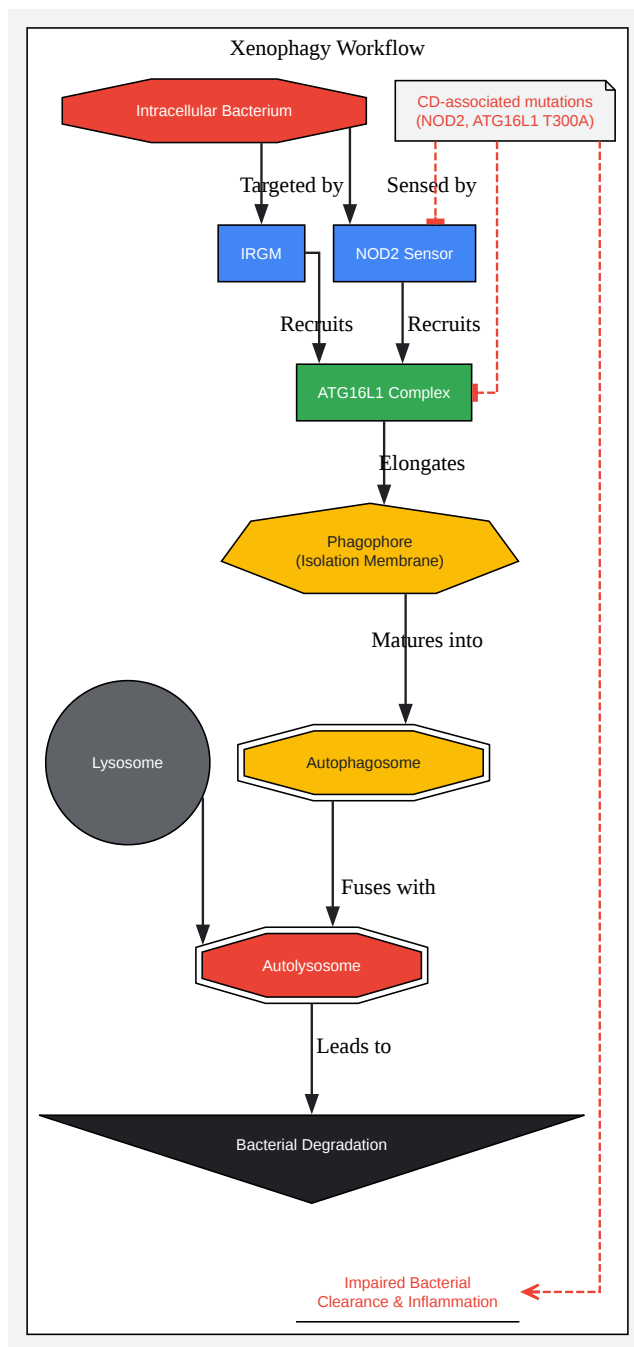 Xenophagy Workflow
Intracellular Bacterium
CD-associated mutations
(NOD2, ATG16L1 T300A)
Targeted by
Sensed by
IRGM
NOD2 Sensor
Recruits
Recruits
ATG16L1 Complex
Elongates
Phagophore
(Isolation Membrane)
Matures into
Lysosome
Autophagosome
Fuses with
Autolysosome
Leads to
Bacterial Degradation
Impaired Bacterial
Clearance & Inflammation